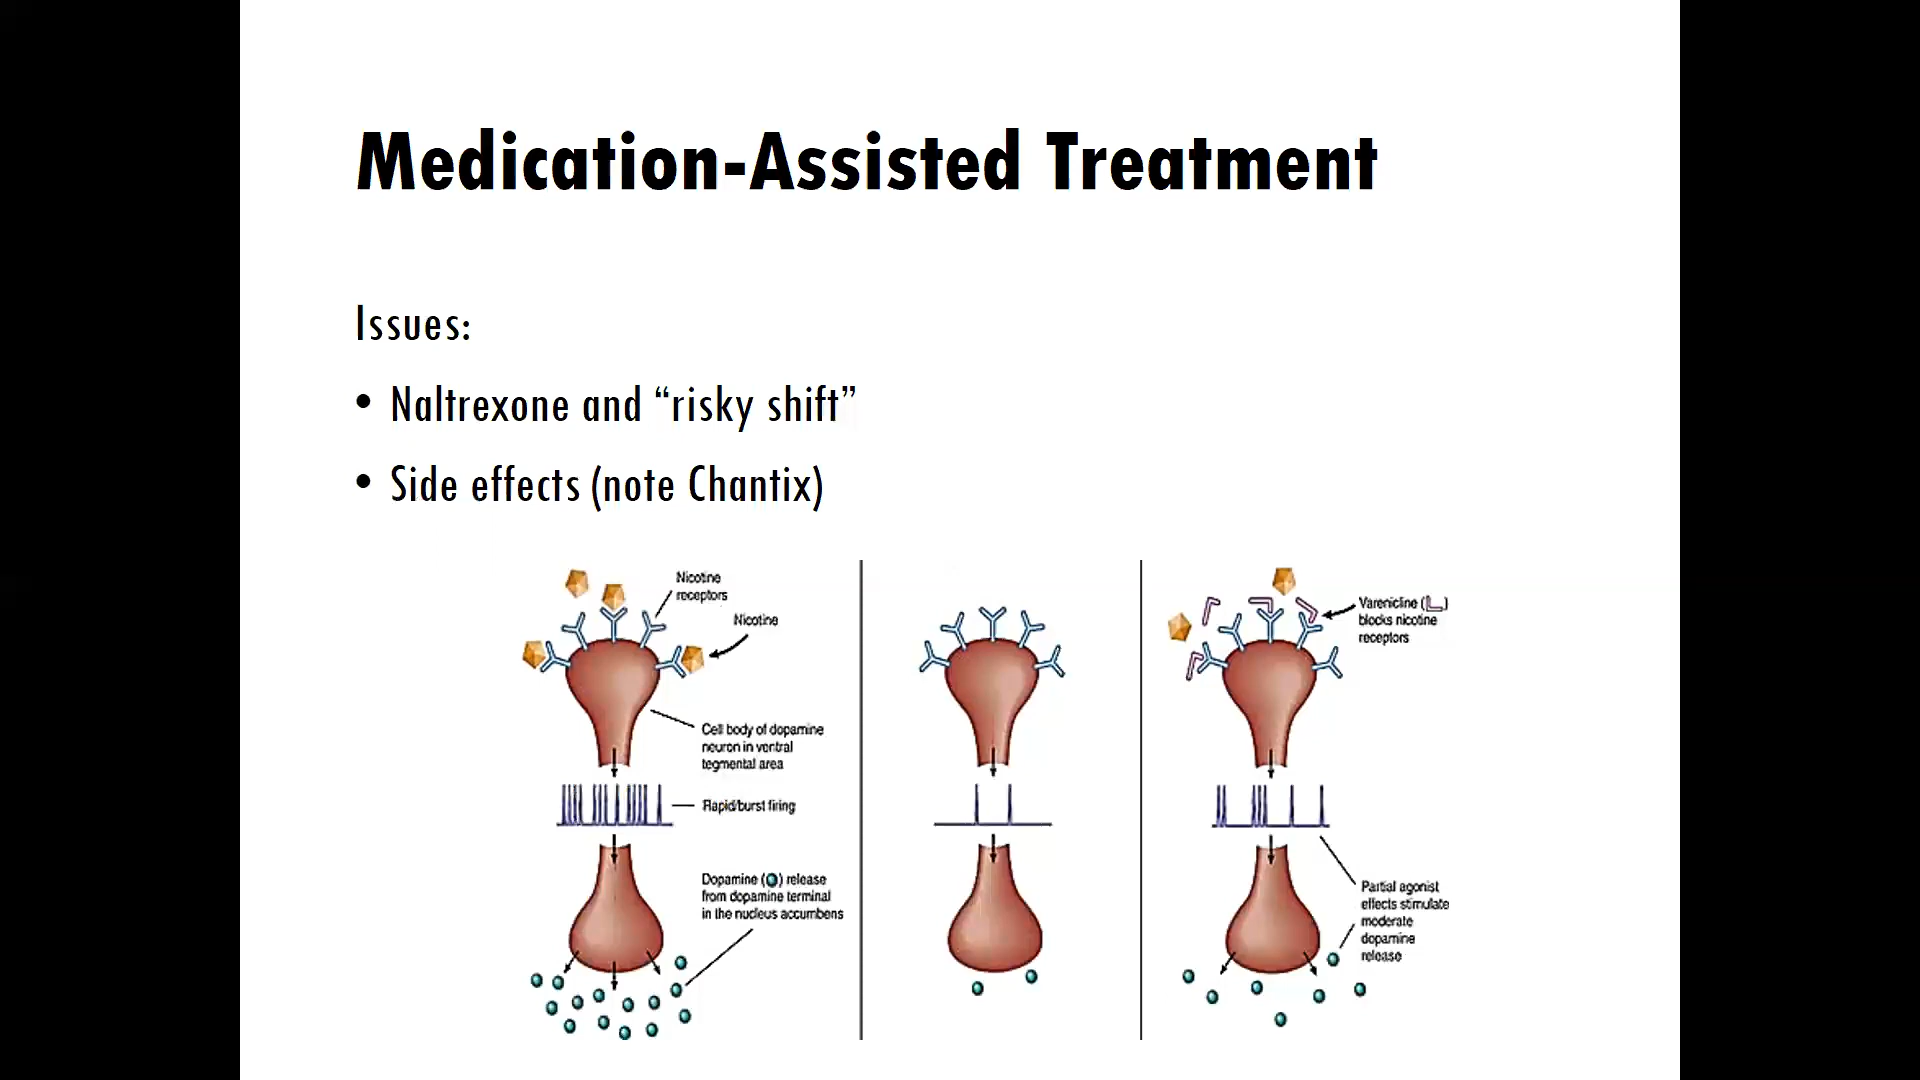 Medication-Assisted Treatment
Issues:
• Naltrexone and “risky shift”
• Side effects (note Chantix)
Nicotine
receptors
Nicotine
Cell body of dopamine
neuron in ventral
tegmental area
Rapid/burst firing
Dopamine ( ) release
from dopamine terminal
in the nucleus accumbens
Varenicline ( )
blocks nicotine
receptors
Partial agonist
effects stimulate
moderate
dopamine
release